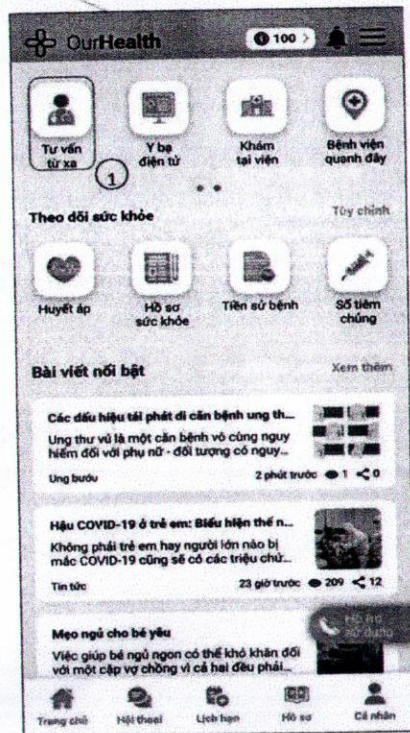 OurHealth
100 >
Tư vấn
từ xa
Y bạ
điện tử
Khám
tại viện
Bệnh viện
quanh đây
1
Theo dõi sức khỏe
Tùy chỉnh
Huyết áp
Hồ sơ
sức khỏe
Tiền sử bệnh
Sổ tiêm
chủng
Bài viết nổi bật
Xem thêm
Các dấu hiệu tái phát di căn bệnh ung th...
Ung thư vú là một căn bệnh vô cùng nguy
hiểm đối với phụ nữ - đối tượng có nguy...
Ung bướu
2 phút trước 1 0
Hậu COVID-19 ở trẻ em: Biểu hiện thế n...
Không phải trẻ em hay người lớn nào bị
mắc COVID-19 cũng sẽ có các triệu chứ...
Tin tức
23 giờ trước 209 12
Hỗ trợ
sử dụng
Mẹo ngủ cho bé yêu
Việc giúp bé ngủ ngon có thể khó khăn đối
với một cặp vợ chồng vì cả hai đều phải...
Trang chủ
Hội thoại
Lịch hẹn
Hồ sơ
Cá nhân